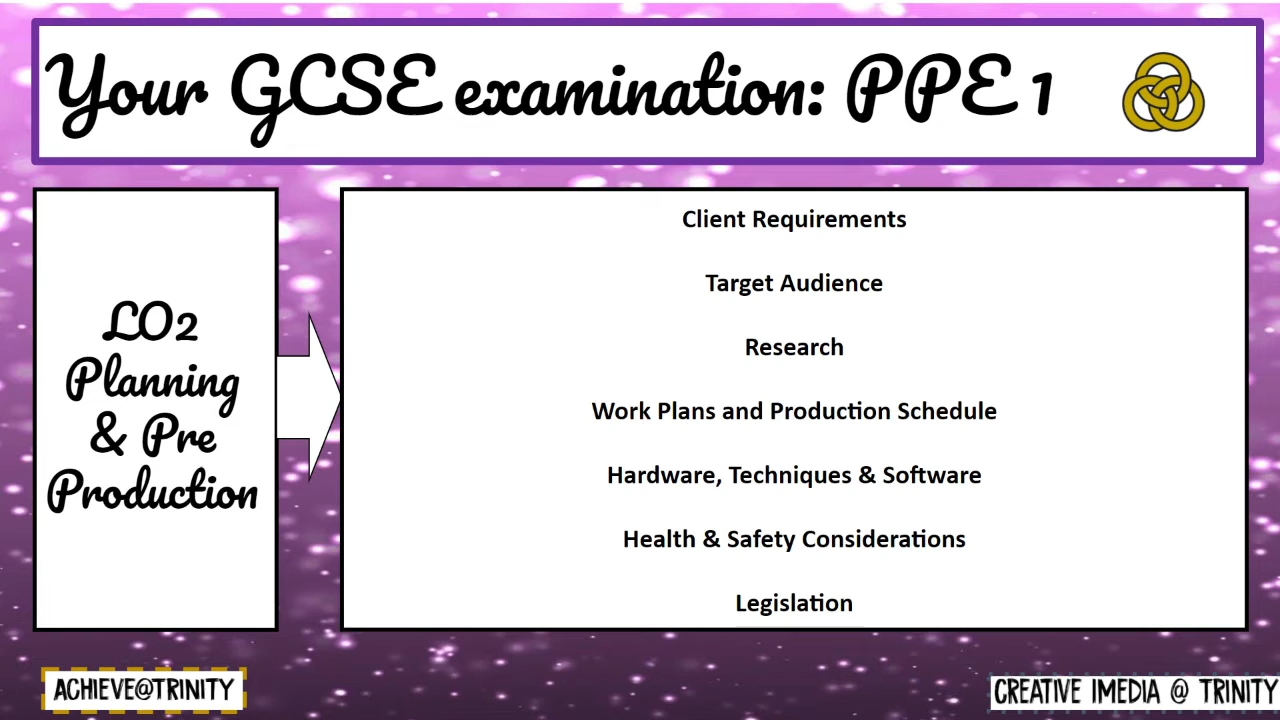 Your GCSE examination: PPE 1
LO2
Planning
& Pre
Production
Client Requirements
Target Audience
Research
Work Plans and Production Schedule
Hardware, Techniques & Software
Health & Safety Considerations
Legislation
ACHIEVE@TRINITY
CREATIVE IMEDIA @ TRINITY